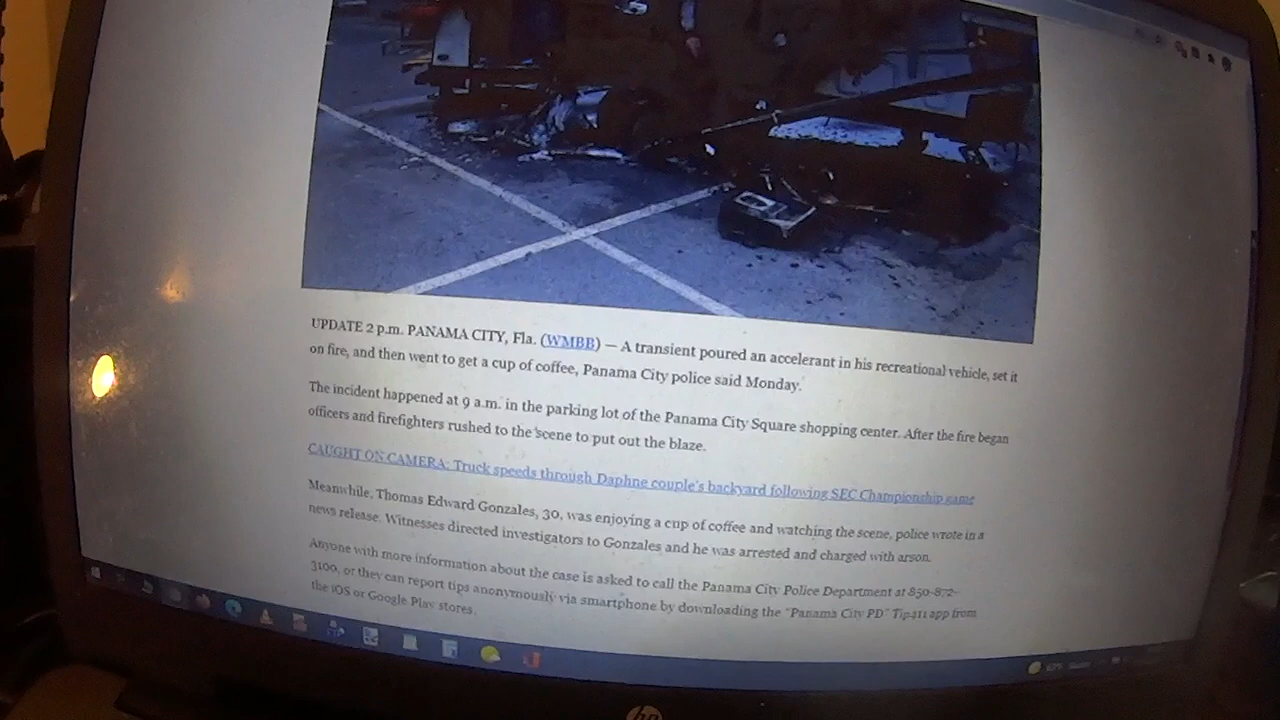 UPDATE 2 p.m. PANAMA CITY, Fla. (WMBB) — A transient poured an accelerant in his recreational vehicle, set it
on fire, and then went to get a cup of coffee, Panama City police said Monday.
The incident happened at 9 a.m. in the parking lot of the Panama City Square shopping center. After the fire began
officers and firefighters rushed to the scene to put out the blaze.
CAUGHT ON CAMERA: Truck speeds through Daphne couple's backyard following SEC Championship game
Meanwhile, Thomas Edward Gonzales, 30, was enjoying a cup of coffee and watching the scene, police wrote in a
news release. Witnesses directed investigators to Gonzales and he was arrested and charged with arson.
Anyone with more information about the case is asked to call the Panama City Police Department at 850-872-
3100, or they can report tips anonymously via smartphone by downloading the "Panama City PD" Tip411 app from
the iOS or Google Play stores.
hp